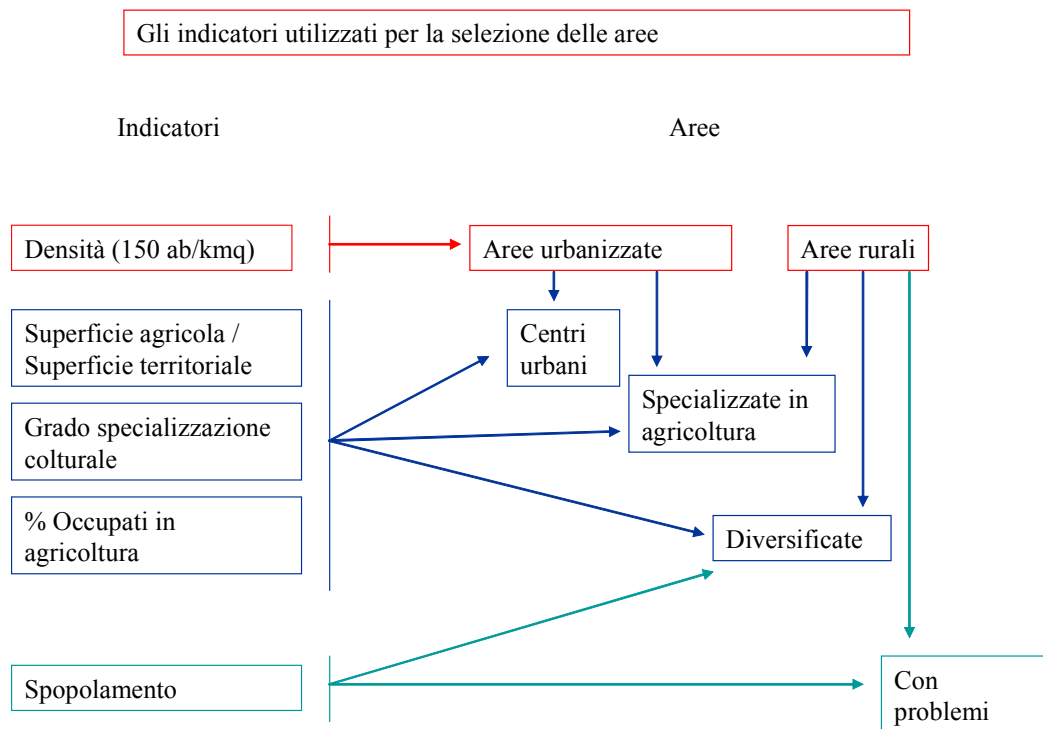 Gli indicatori utilizzati per la selezione delle aree
Indicatori
Aree
Densità (150 ab/kmq)
Aree urbanizzate
Aree rurali
Superficie agricola /
Superficie territoriale
Centri
urbani
Grado specializzazione
colturale
Specializzate in
agricoltura
% Occupati in
agricoltura
Diversificate
Spopolamento
Con
problemi